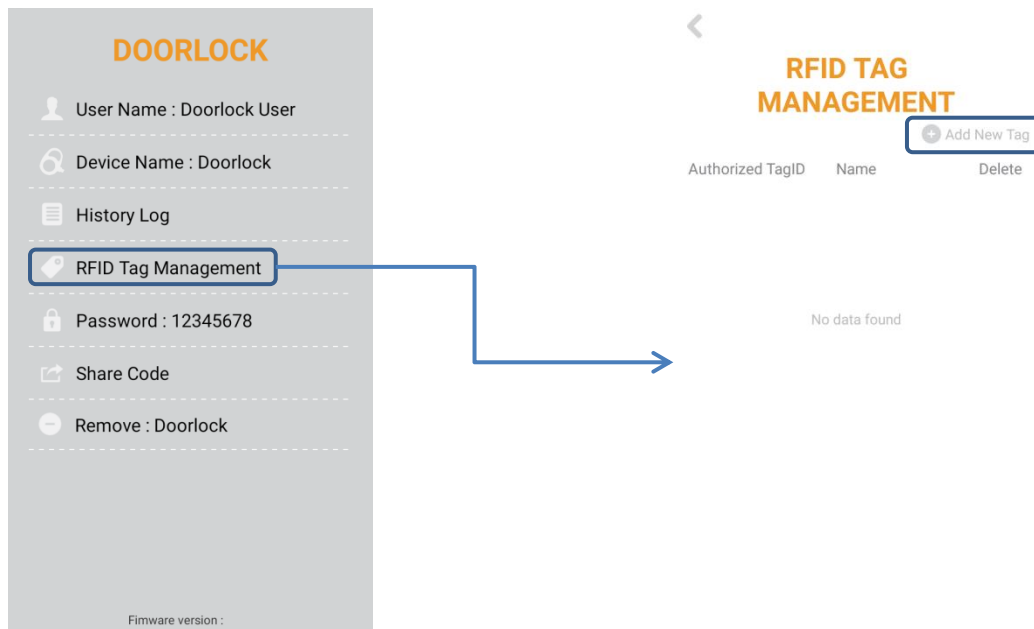 DOORLOCK
User Name : Doorlock User
Device Name : Doorlock
History Log
RFID Tag Management
Password : 12345678
Share Code
Remove : Doorlock
Fimware version :
RFID TAG
MANAGEMENT
Add New Tag
Authorized TagID Name Delete
No data found